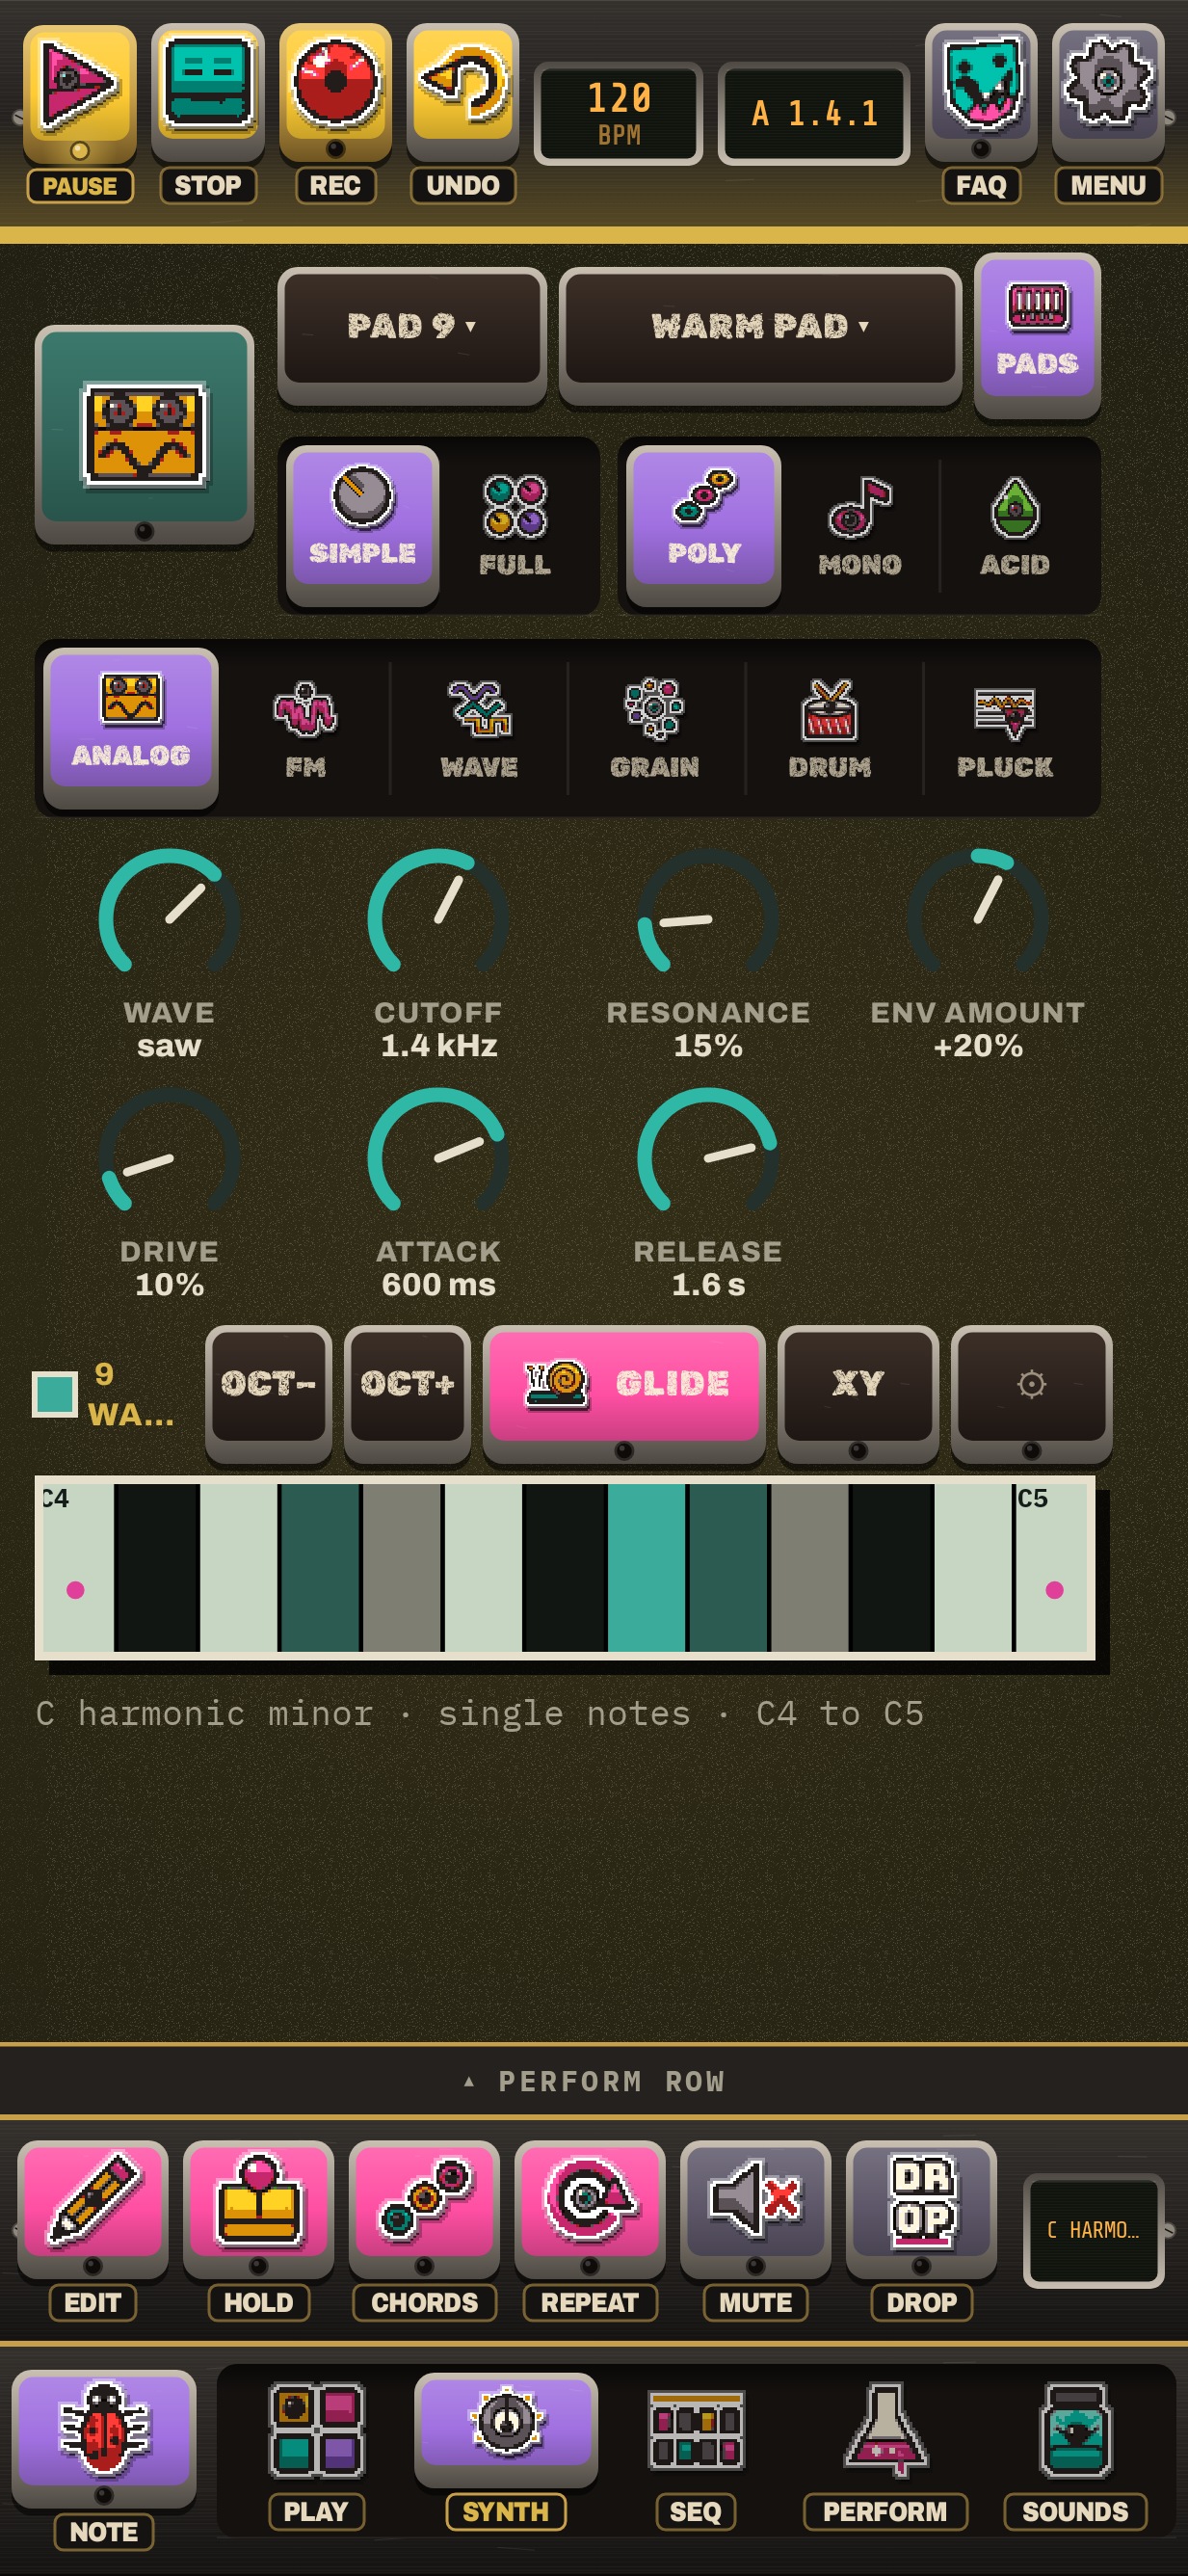 PAUSE STOP REC UNDO 120 BPM A 1.4.1 FAQ MENU
PAD 9 ▾ WARM PAD ▾ PADS
SIMPLE FULL POLY MONO ACID
ANALOG FM WAVE GRAIN DRUM PLUCK
WAVE CUTOFF RESONANCE ENV AMOUNT
saw 1.4 kHz 15% +20%
DRIVE ATTACK RELEASE
10% 600 ms 1.6 s
9
WA...
OCT- OCT+ GLIDE XY
C4 C5
C harmonic minor · single notes · C4 to C5
▴ PERFORM ROW
DR
OP
C HARMO...
EDIT HOLD CHORDS REPEAT MUTE DROP
NOTE PLAY SYNTH SEQ PERFORM SOUNDS